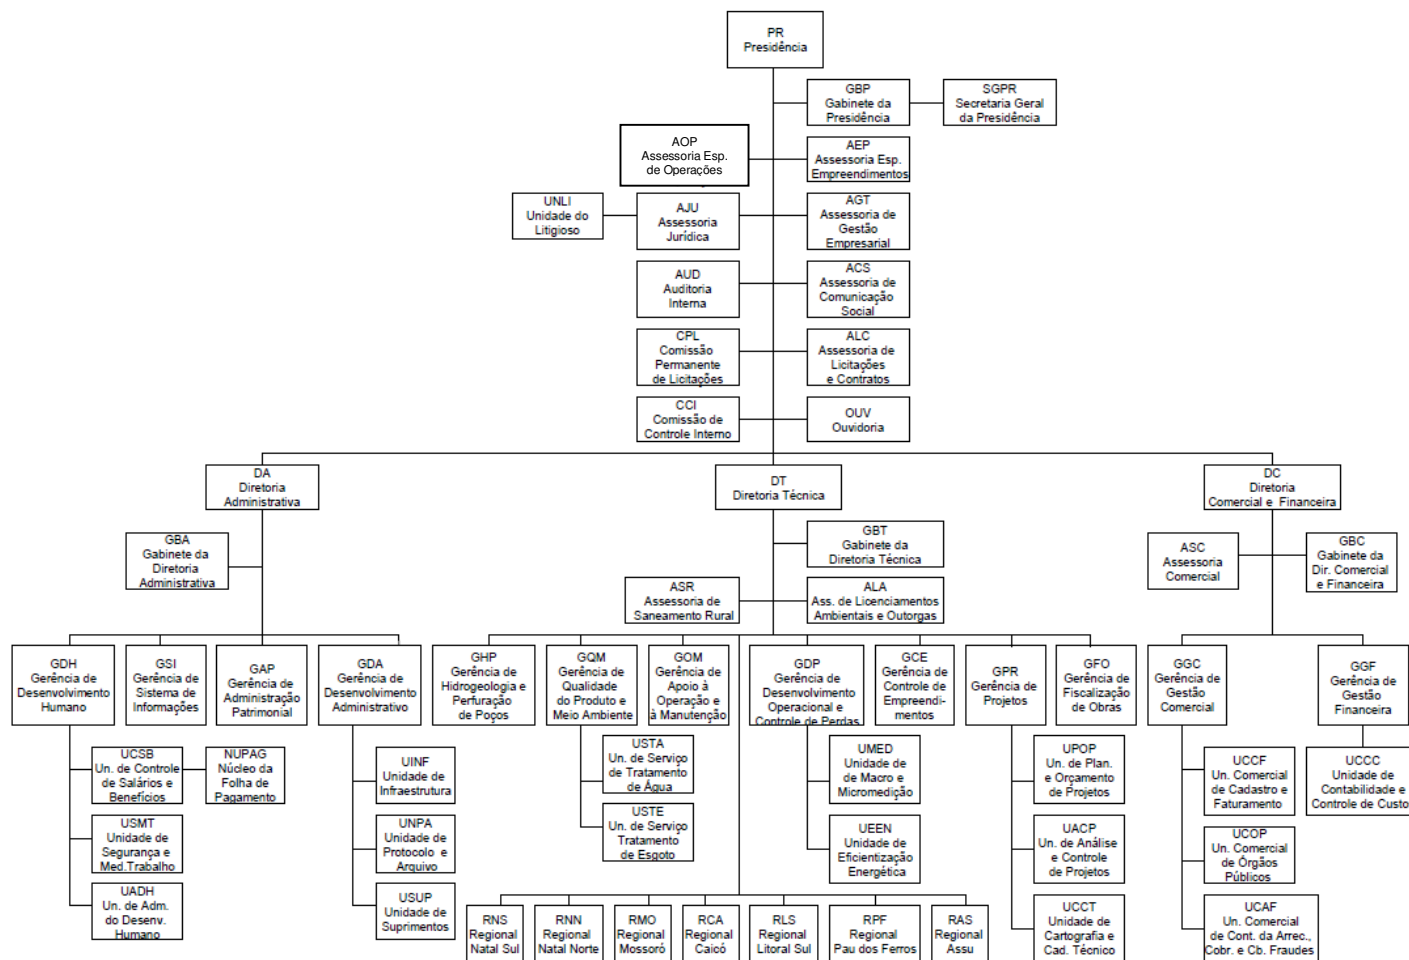 PR
Presidência
GBP
Gabinete da
Presidência
SGPR
Secretaria Geral
da Presidência
AOP
Assessoria Esp.
de Operações
AEP
Assessoria Esp.
Empreendimentos
UNLI
Unidade do
Litigioso
AJU
Assessoria
Jurídica
AGT
Assessoria de
Gestão
Empresarial
AUD
Auditoria
Interna
ACS
Assessoria de
Comunicação
Social
CPL
Comissão
Permanente
de Licitações
ALC
Assessoria de
Licitações
e Contratos
CCI
Comissão de
Controle Interno
OUV
Ouvidoria
DA
Diretoria
Administrativa
DT
Diretoria Técnica
DC
Diretoria
Comercial e Financeira
GBA
Gabinete da
Diretoria
Administrativa
GBT
Gabinete da
Diretoria Técnica
ASC
Assessoria
Comercial
GBC
Gabinete da
Dir. Comercial
e Financeira
ASR
Assessoria de
Saneamento Rural
ALA
Ass. de Licenciamentos
Ambientais e Outorgas
GDH
Gerência de
Desenvolvimento
Humano
GSI
Gerência de
Sistema de
Informações
GAP
Gerência de
Administração
Patrimonial
GDA
Gerência de
Desenvolvimento
Administrativo
GHP
Gerência de
Hidrogeologia e
Perfuração
de Poços
GQM
Gerência de
Qualidade
do Produto e
Meio Ambiente
GOM
Gerência de
Apoio à
Operação e
à Manutenção
GDP
Gerência de
Desenvolvimento
Operacional e
Controle de Perdas
GCE
Gerência de
Controle de
Empreendi-
mentos
GPR
Gerência de
Projetos
GFO
Gerência de
Fiscalização
de Obras
GGC
Gerência de
Gestão
Comercial
GGF
Gerência de
Gestão
Financeira
UCSB
Un. de Controle
de Salários e
Benefícios
NUPAG
Núcleo da
Folha de
Pagamento
UINF
Unidade de
Infraestrutura
USTA
Un. de Serviço
de Tratamento
de Água
UMED
Unidade de
de Macro e
Micromedição
UPOP
Un. de Plan.
e Orçamento
de Projetos
UCCF
Un. Comercial
de Cadastro e
Faturamento
UCCC
Unidade de
Contabilidade e
Controle de Custo
USMT
Unidade de
Segurança e
Med.Trabalho
UNPA
Unidade de
Protocolo e
Arquivo
USTE
Un. de Serviço
Tratamento
de Esgoto
UEEN
Unidade de
Eficientização
Energética
UACP
Un. de Análise
e Controle
de Projetos
UCOP
Un. Comercial
de Órgãos
Públicos
UADH
Un. de Adm.
do Desenv.
Humano
USUP
Unidade de
Suprimentos
RNS
Regional
Natal Sul
RNN
Regional
Natal Norte
RMO
Regional
Mossoró
RCA
Regional
Caicó
RLS
Regional
Litoral Sul
RPF
Regional
Pau dos Ferros
RAS
Regional
Assu
UCCT
Unidade de
Cartografia e
Cad. Técnico
UCAF
Un. Comercial
de Cont. da Arrec.,
Cobr. e Cb. Fraudes